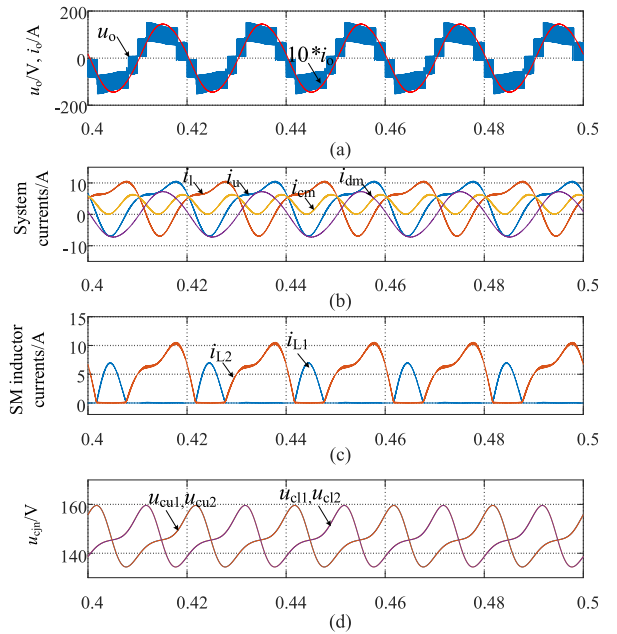 200
0
-200
u_o/V, i_o/A
u_o
10*i_o
0.4 0.42 0.44 0.46 0.48 0.5
(a)
10
0
-10
System
currents/A
i_l i_u i_cm i_dm
0.4 0.42 0.44 0.46 0.48 0.5
(b)
15
10
5
0
SM inductor
currents/A
i_L2 i_L1
0.4 0.42 0.44 0.46 0.48 0.5
(c)
160
140
u_cjn/V
u_cu1,u_cu2 u_cl1,u_cl2
0.4 0.42 0.44 0.46 0.48 0.5
(d)